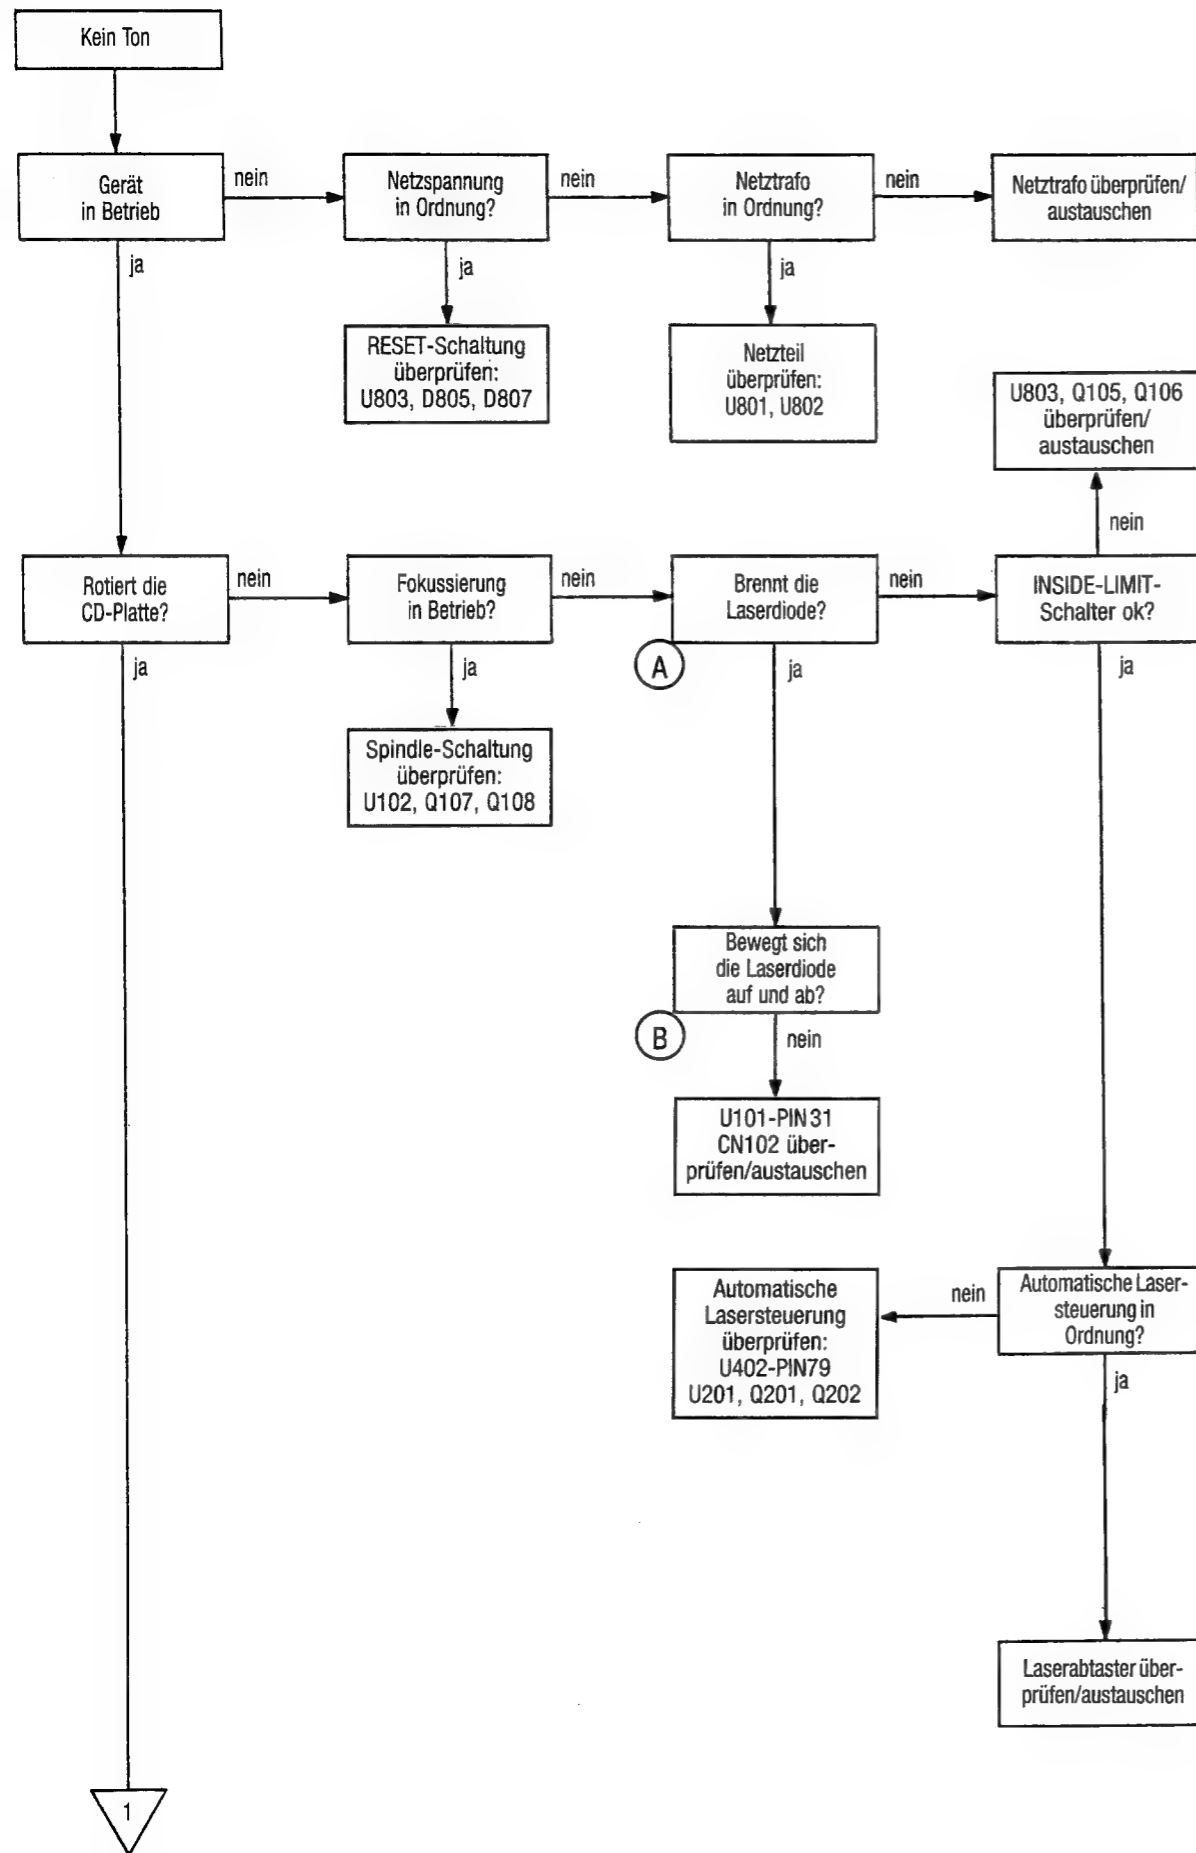 Kein Ton
Gerät
in Betrieb
nein
Netzspannung
in Ordnung?
nein
Netztrafo
in Ordnung?
nein
Netztrafo überprüfen/
austauschen
ja
ja
ja
RESET-Schaltung
überprüfen:
U803, D805, D807
Netzteil
überprüfen:
U801, U802
U803, Q105, Q106
überprüfen/
austauschen
nein
Rotiert die
CD-Platte?
nein
Fokussierung
in Betrieb?
nein
Brennt die
Laserdiode?
nein
INSIDE-LIMIT-
Schalter ok?
A
ja
ja
ja
ja
Spindle-Schaltung
überprüfen:
U102, Q107, Q108
Bewegt sich
die Laserdiode
auf und ab?
B
nein
U101-PIN 31
CN102 über-
prüfen/austauschen
Automatische
Lasersteuerung
überprüfen:
U402-PIN79
U201, Q201, Q202
nein
Automatische Laser-
steuerung in
Ordnung?
ja
Laserabtaster über-
prüfen/austauschen
1